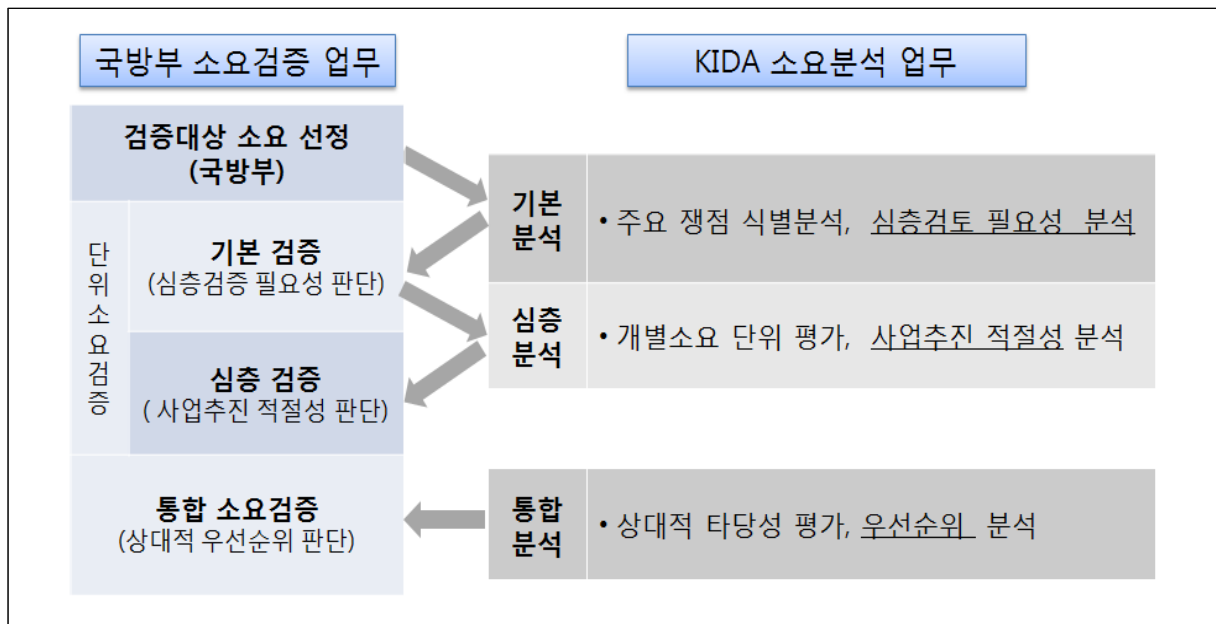 국방부 소요검증 업무
KIDA 소요분석 업무
검증대상 소요 선정
(국방부)
단위소요검증
기본 검증
(심층검증 필요성 판단)
심층 검증
( 사업추진 적절성 판단)
통합 소요검증
(상대적 우선순위 판단)
기본
분석
• 주요 쟁점 식별분석, 심층검토 필요성 분석
심층
분석
• 개별소요 단위 평가, 사업추진 적절성 분석
통합
분석
• 상대적 타당성 평가, 우선순위 분석